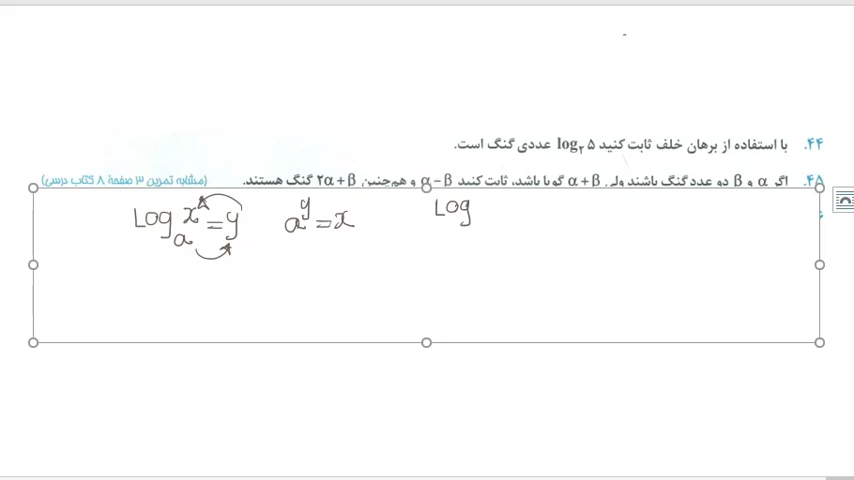 ۴۴. با استفاده از برهان خلف ثابت کنید log₂ ۵ عددی گنگ است.
۴۵. اگر α و β دو عدد گنگ باشند ولی α + β گویا باشد، ثابت کنید α – β و همچنین ۲α + β گنگ هستند. (مشابه تمرین ۳ صفحهٔ ۸ کتاب درسی)
Log_a x = y    a^y = x    Log